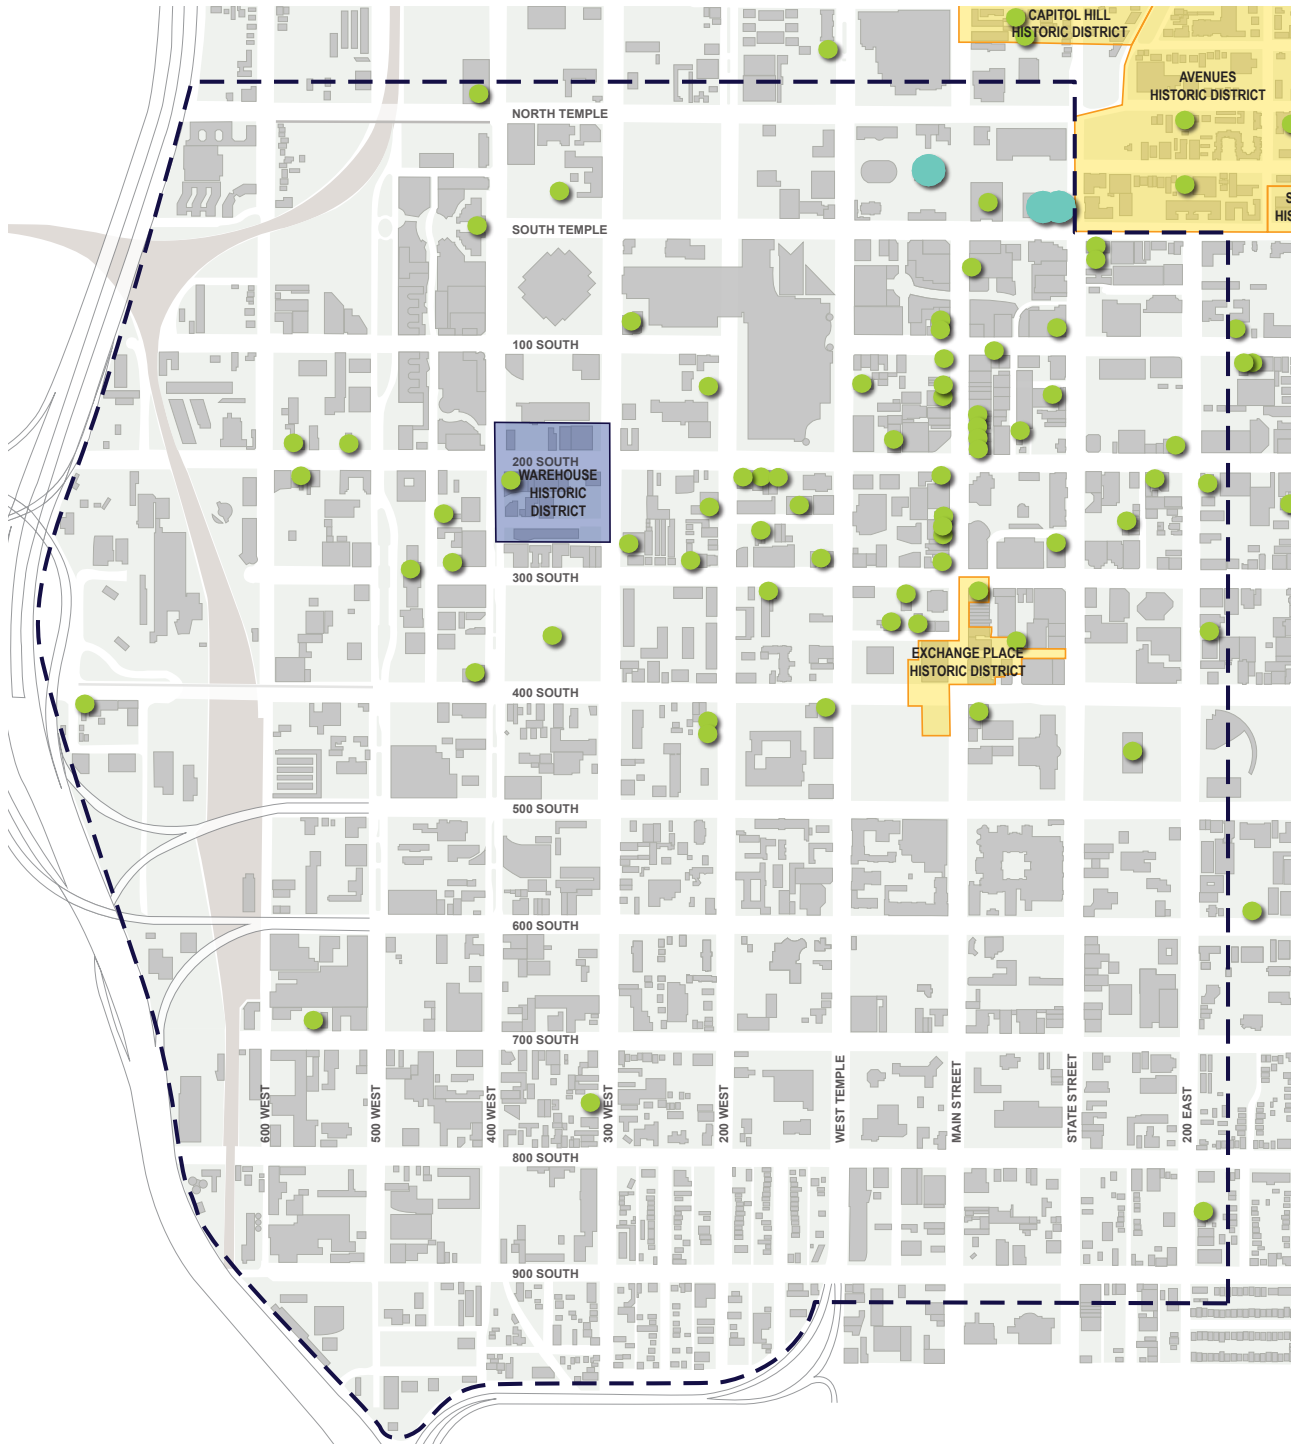 CAPITOL HILL
HISTORIC DISTRICT
AVENUES
HISTORIC DISTRICT
NORTH TEMPLE
S
HIS
SOUTH TEMPLE
100 SOUTH
200 SOUTH
WAREHOUSE
HISTORIC
DISTRICT
300 SOUTH
EXCHANGE PLACE
HISTORIC DISTRICT
400 SOUTH
500 SOUTH
600 SOUTH
700 SOUTH
600 WEST
500 WEST
400 WEST
300 WEST
200 WEST
WEST TEMPLE
MAIN STREET
STATE STREET
200 EAST
800 SOUTH
900 SOUTH